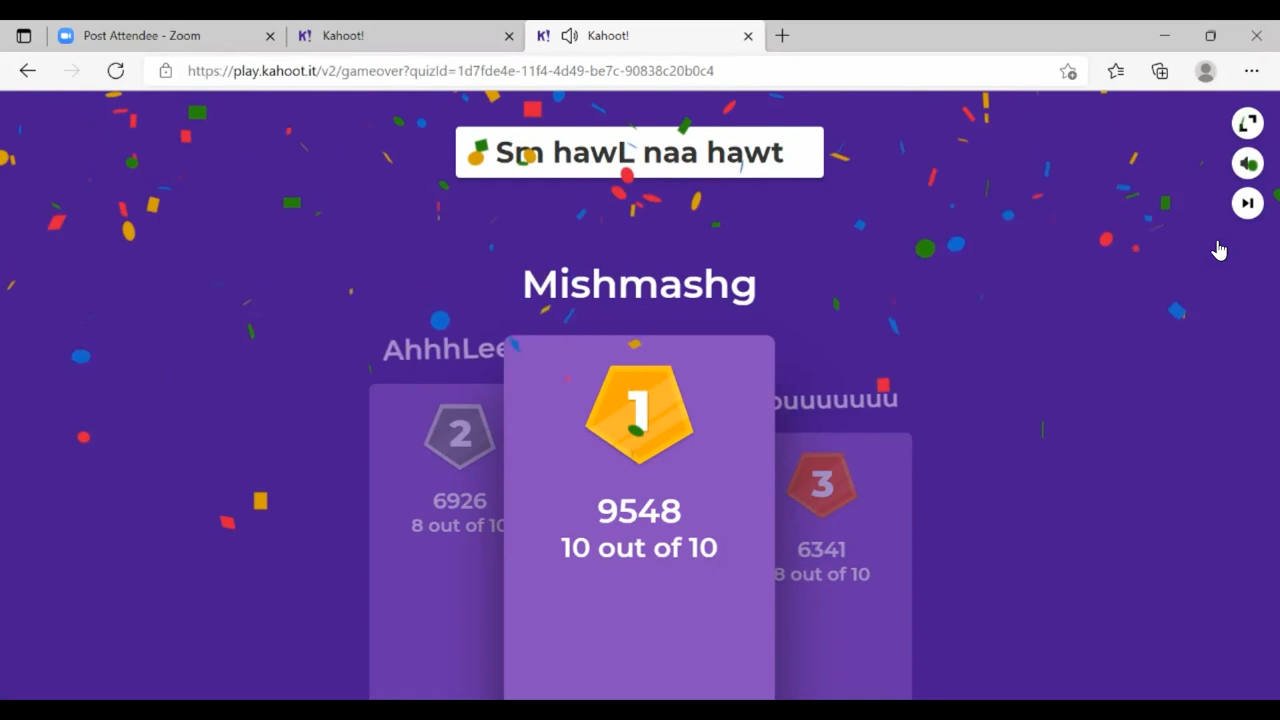 Post Attendee - Zoom
K! Kahoot!
K! Kahoot!
https://play.kahoot.it/v2/gameover?quizId=1d7fde4e-11f4-4d49-be7c-90838c20b0c4
Sm hawL naa hawt
Mishmashg
AhhhLee
ouuuuuuu
1
2
3
9548
10 out of 10
6926
8 out of 10
6341
8 out of 10